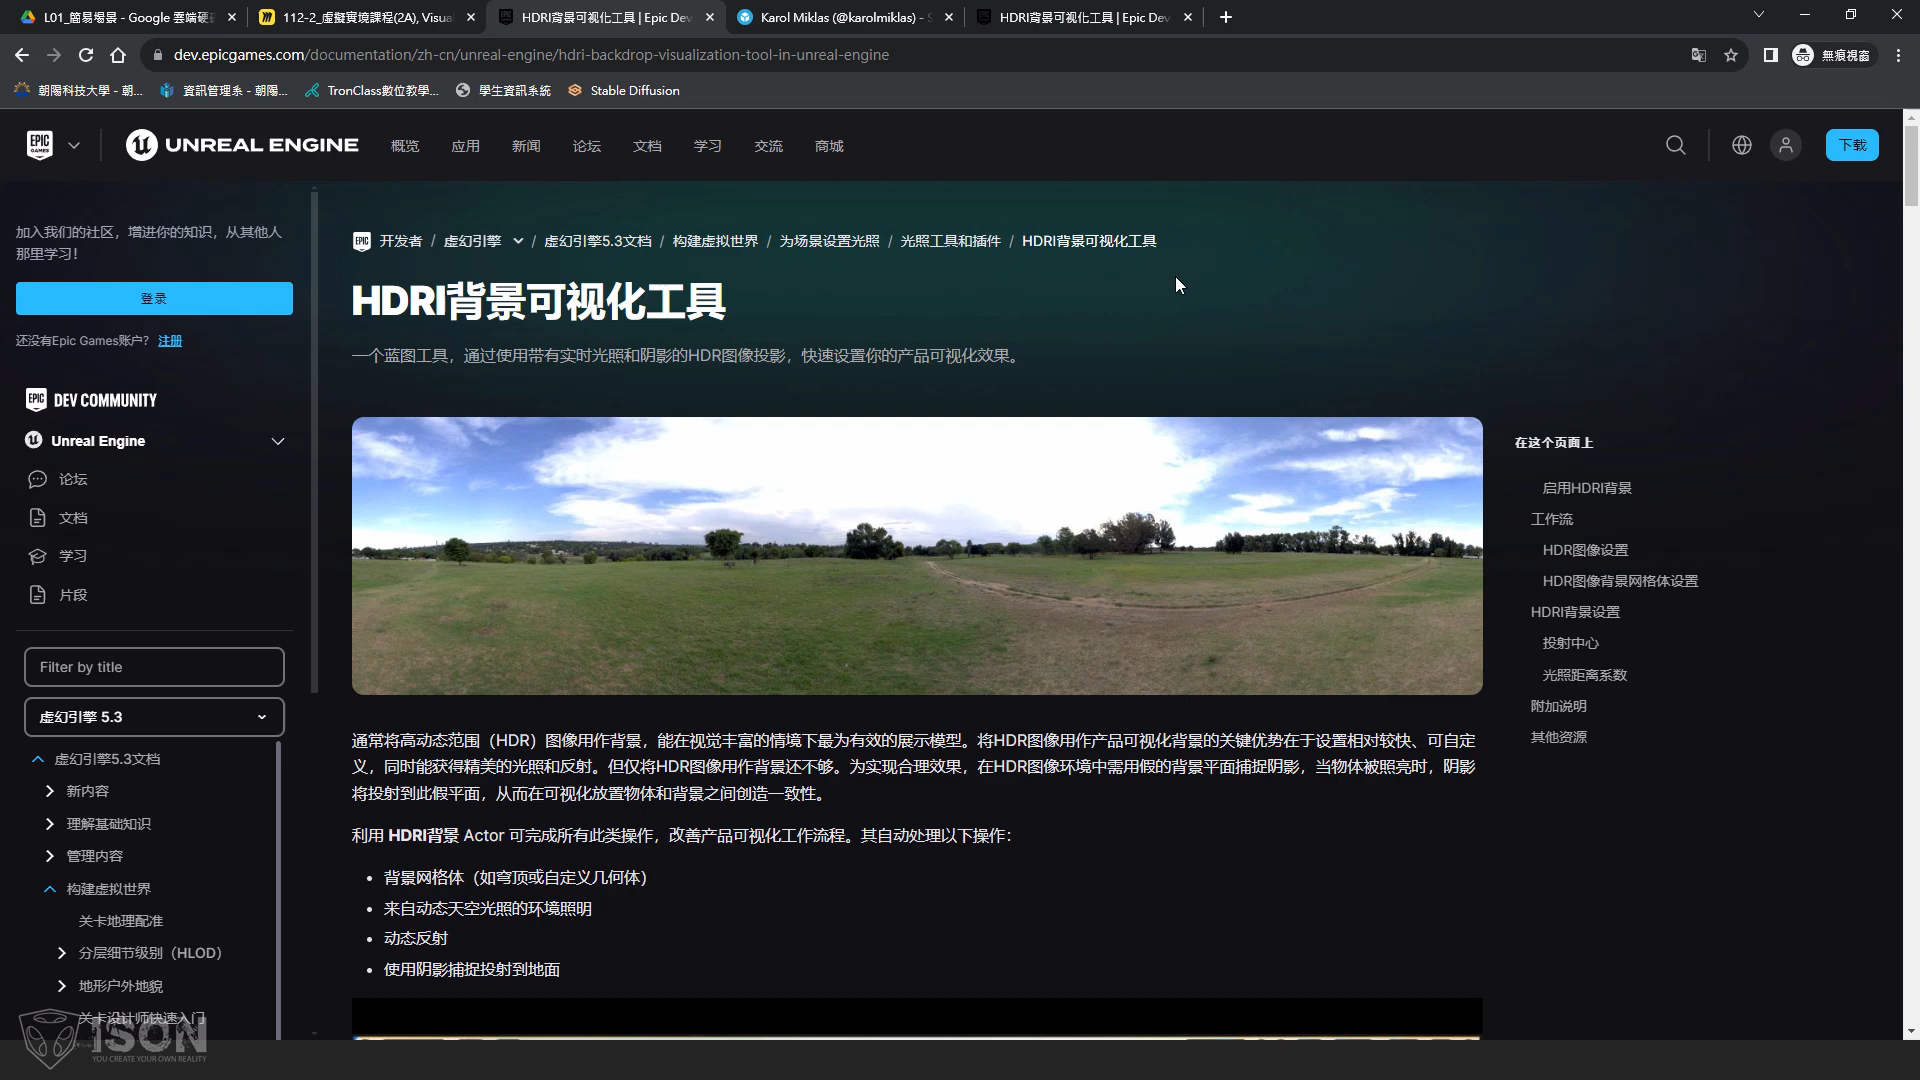 L01_簡易場景 - Google 雲端硬
112-2_虛擬實境課程(2A), Visua
HDRI背景可视化工具 | Epic Dev
Karol Miklas (@karolmiklas) - S
HDRI背景可视化工具 | Epic Dev
dev.epicgames.com/documentation/zh-cn/unreal-engine/hdri-backdrop-visualization-tool-in-unreal-engine
無痕視窗
朝陽科技大學 - 朝...
資訊管理系 - 朝陽...
TronClass數位教學...
學生資訊系統
Stable Diffusion
EPIC GAMES
UNREAL ENGINE
概览
应用
新闻
论坛
文档
学习
交流
商城
下载
加入我们的社区，增进你的知识，从其他人
那里学习！
登录
还没有Epic Games账户？ 注册
EPIC DEV COMMUNITY
Unreal Engine
论坛
文档
学习
片段
Filter by title
虚幻引擎 5.3
虚幻引擎5.3文档
新内容
理解基础知识
管理内容
构建虚拟世界
关卡地理配准
分层细节级别（HLOD）
地形户外地貌
关卡设计师快速入门
ISON
YOU CREATE YOUR OWN REALITY
EPIC 开发者 / 虚幻引擎 / 虚幻引擎5.3文档 / 构建虚拟世界 / 为场景设置光照 / 光照工具和插件 / HDRI背景可视化工具
HDRI背景可视化工具
一个蓝图工具，通过使用带有实时光照和阴影的HDR图像投影，快速设置你的产品可视化效果。
通常将高动态范围（HDR）图像用作背景，能在视觉丰富的情境下最为有效的展示模型。将HDR图像用作产品可视化背景的关键优势在于设置相对较快、可自定
义，同时能获得精美的光照和反射。但仅将HDR图像用作背景还不够。为实现合理效果，在HDR图像环境中需用假的背景平面捕捉阴影，当物体被照亮时，阴影
将投射到此假平面，从而在可视化放置物体和背景之间创造一致性。
利用 HDRI背景 Actor 可完成所有此类操作，改善产品可视化工作流程。其自动处理以下操作：
• 背景网格体（如穹顶或自定义几何体）
• 来自动态天空光照的环境照明
• 动态反射
• 使用阴影捕捉投射到地面
在这个页面上
启用HDRI背景
工作流
HDR图像设置
HDR图像背景网格体设置
HDRI背景设置
投射中心
光照距离系数
附加说明
其他资源